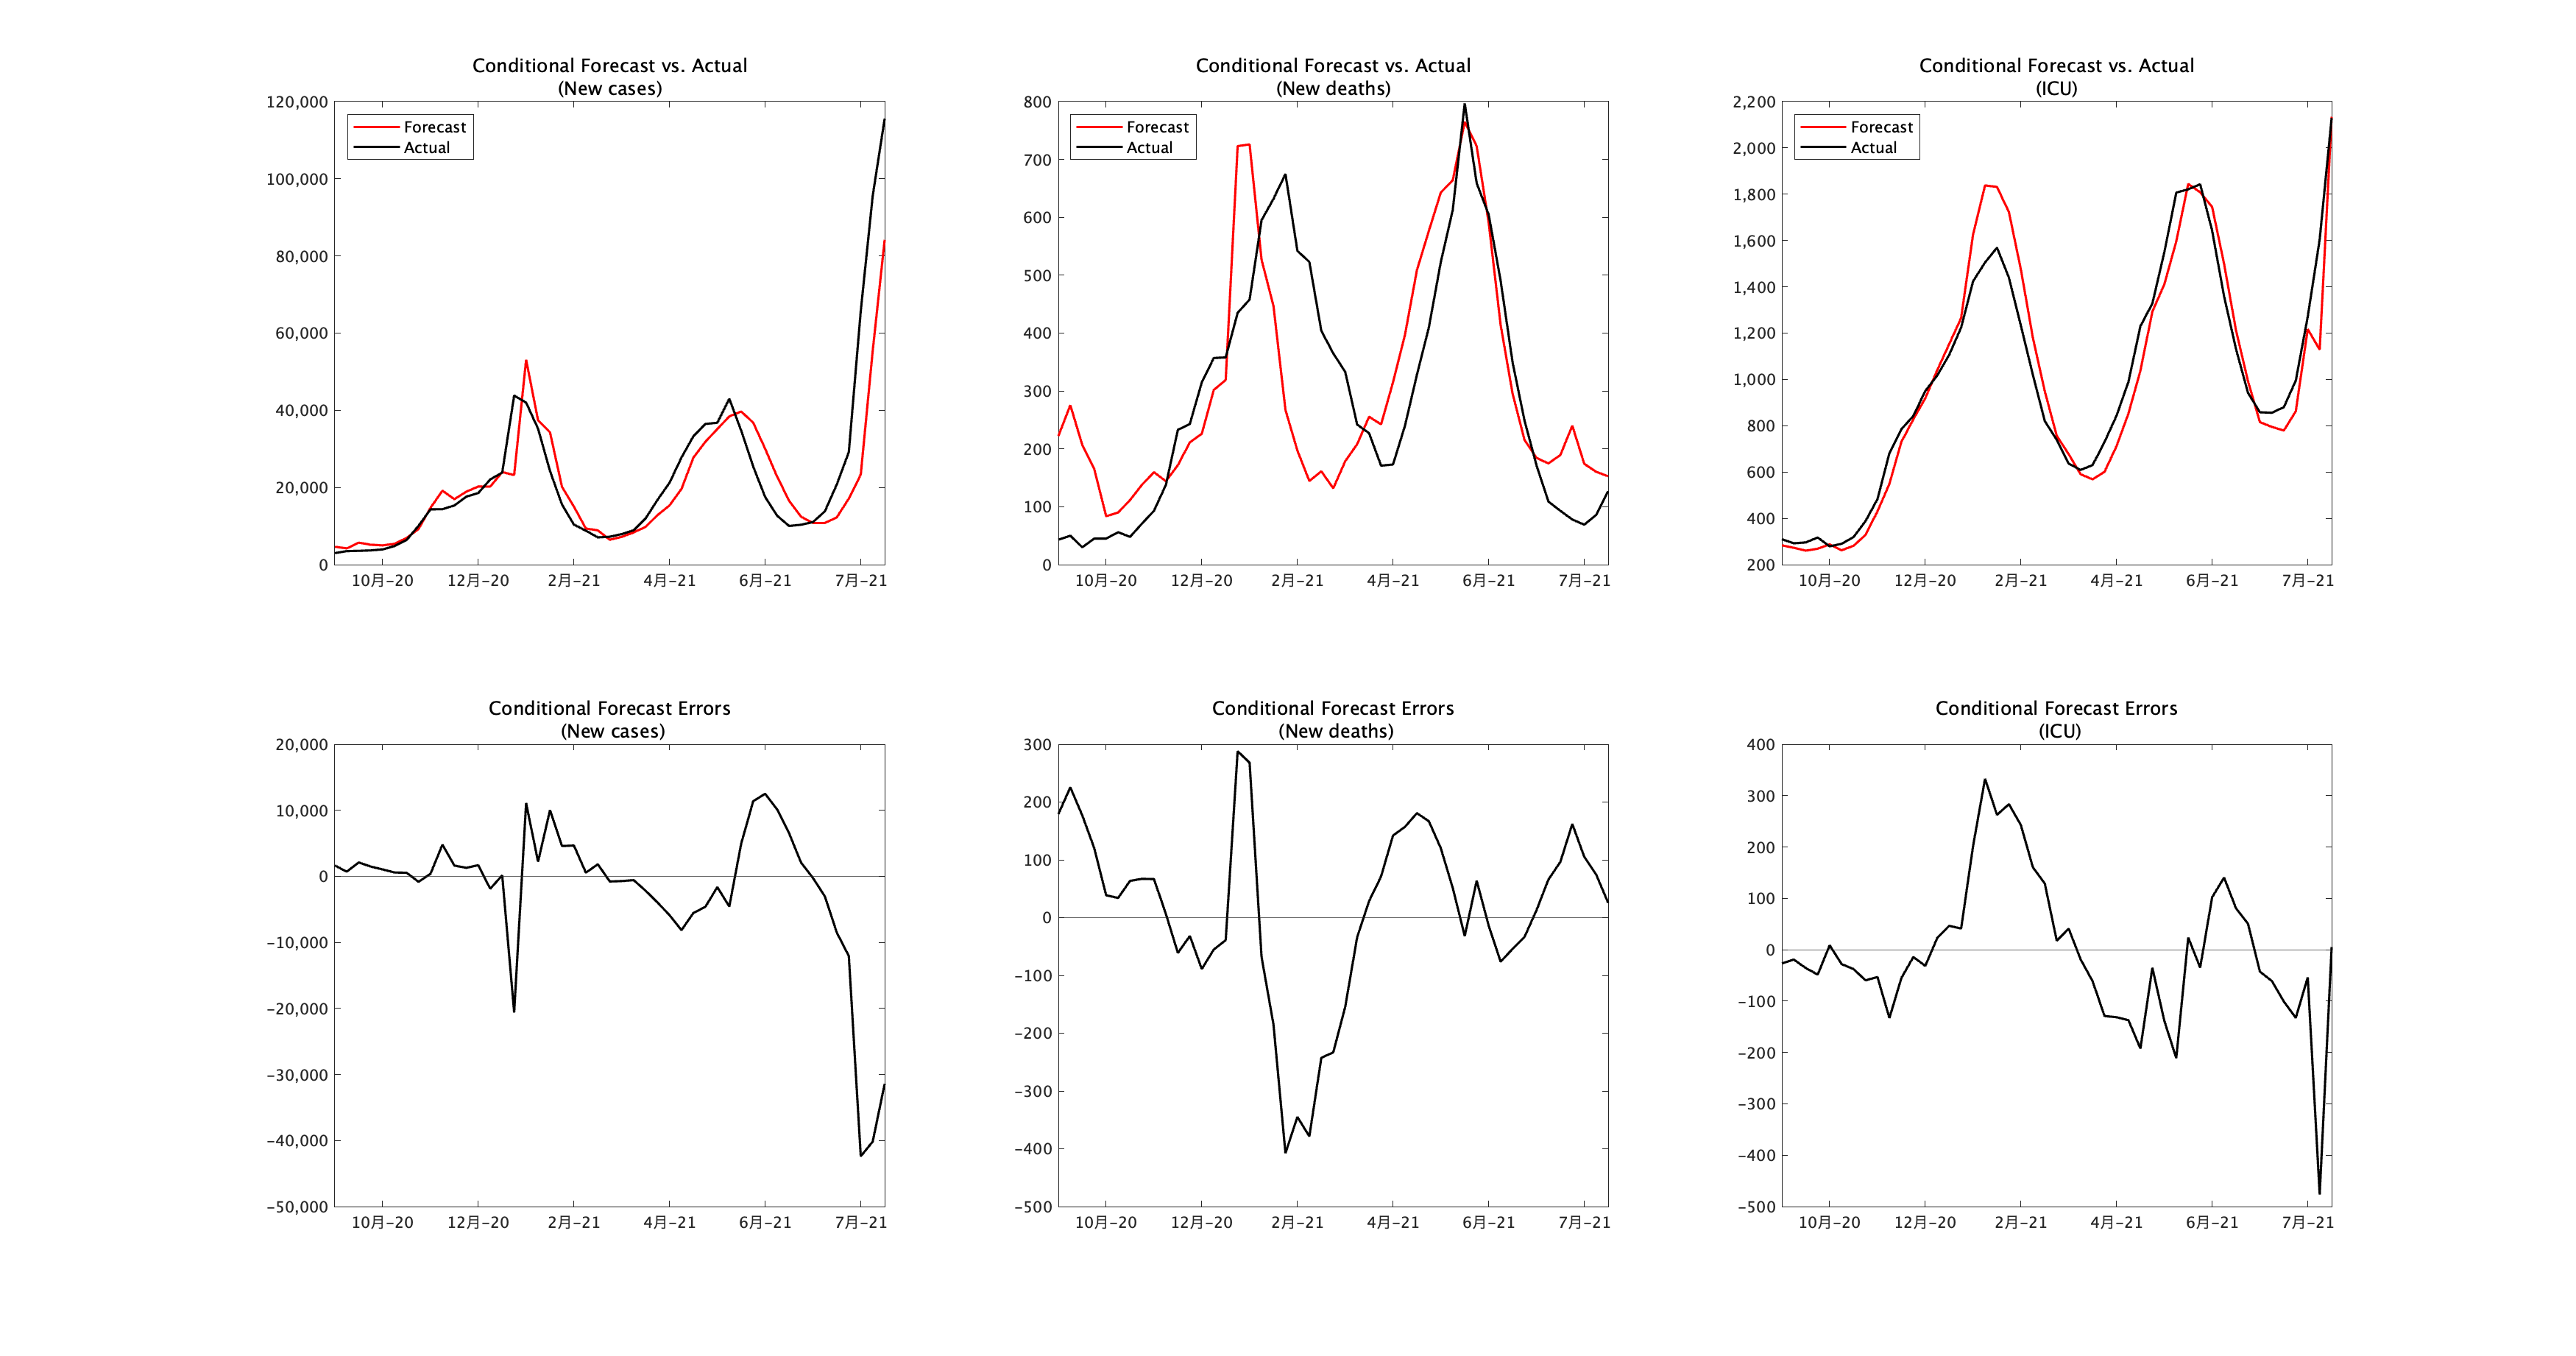 Conditional Forecast vs. Actual
(New cases)
120,000
100,000
80,000
60,000
40,000
20,000
0
Forecast
Actual
10月-20 12月-20 2月-21 4月-21 6月-21 7月-21
Conditional Forecast vs. Actual
(New deaths)
800
700
600
500
400
300
200
100
0
Forecast
Actual
10月-20 12月-20 2月-21 4月-21 6月-21 7月-21
Conditional Forecast vs. Actual
(ICU)
2,200
2,000
1,800
1,600
1,400
1,200
1,000
800
600
400
200
Forecast
Actual
10月-20 12月-20 2月-21 4月-21 6月-21 7月-21
Conditional Forecast Errors
(New cases)
20,000
10,000
0
-10,000
-20,000
-30,000
-40,000
-50,000
10月-20 12月-20 2月-21 4月-21 6月-21 7月-21
Conditional Forecast Errors
(New deaths)
300
200
100
0
-100
-200
-300
-400
-500
10月-20 12月-20 2月-21 4月-21 6月-21 7月-21
Conditional Forecast Errors
(ICU)
400
300
200
100
0
-100
-200
-300
-400
-500
10月-20 12月-20 2月-21 4月-21 6月-21 7月-21